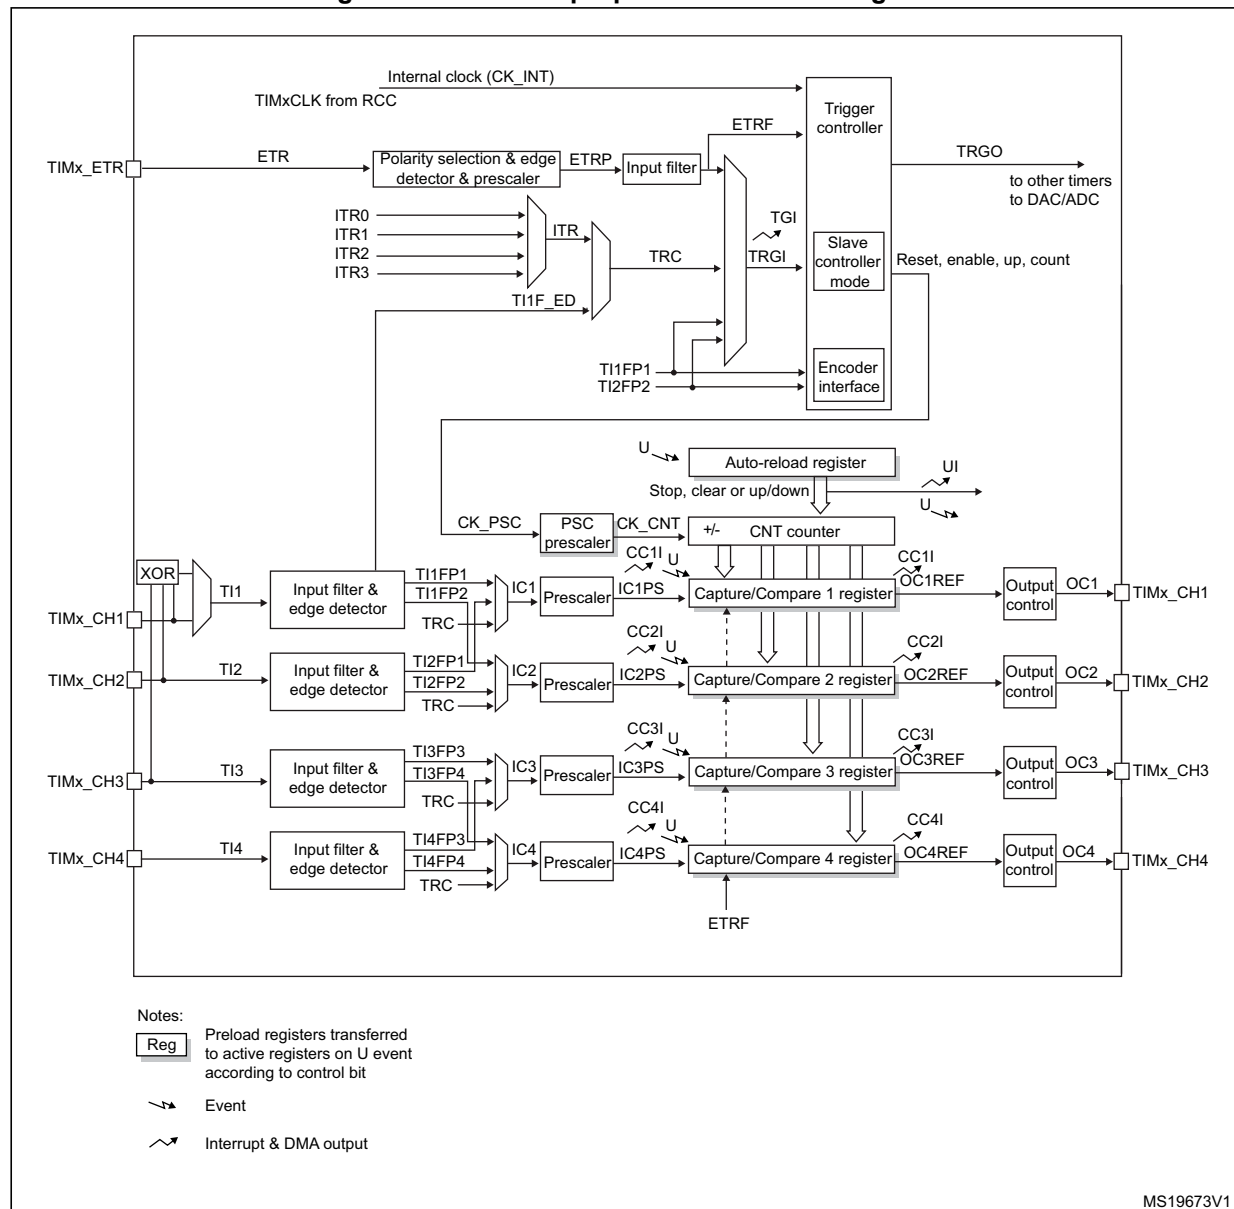 Internal clock (CK_INT)
TIMxCLK from RCC
Trigger
controller
ETRF
TIMx_ETR
ETR
Polarity selection & edge
detector & prescaler
ETRP
Input filter
TRGO
to other timers
to DAC/ADC
ITR0
ITR1
ITR2
ITR3
ITR
TRC
TGI
TRGI
Slave
controller
mode
Reset, enable, up, count
TI1F_ED
TI1FP1
TI2FP2
Encoder
interface
U
Auto-reload register
UI
Stop, clear or up/down
U
CK_PSC
PSC
prescaler
CK_CNT
+/-
CNT counter
XOR
TIMx_CH1
TI1
Input filter &
edge detector
TI1FP1
TI1FP2
TRC
IC1
Prescaler
IC1PS
CC1I
U
Capture/Compare 1 register
CC1I
OC1REF
Output
control
OC1
TIMx_CH1
TIMx_CH2
TI2
Input filter &
edge detector
TI2FP1
TI2FP2
TRC
IC2
Prescaler
IC2PS
CC2I
U
Capture/Compare 2 register
CC2I
OC2REF
Output
control
OC2
TIMx_CH2
TIMx_CH3
TI3
Input filter &
edge detector
TI3FP3
TI3FP4
TRC
IC3
Prescaler
IC3PS
CC3I
U
Capture/Compare 3 register
CC3I
OC3REF
Output
control
OC3
TIMx_CH3
TIMx_CH4
TI4
Input filter &
edge detector
TI4FP3
TI4FP4
TRC
IC4
Prescaler
IC4PS
CC4I
U
Capture/Compare 4 register
CC4I
OC4REF
Output
control
OC4
TIMx_CH4
ETRF
Notes:
Reg
Preload registers transferred
to active registers on U event
according to control bit
Event
Interrupt & DMA output
MS19673V1